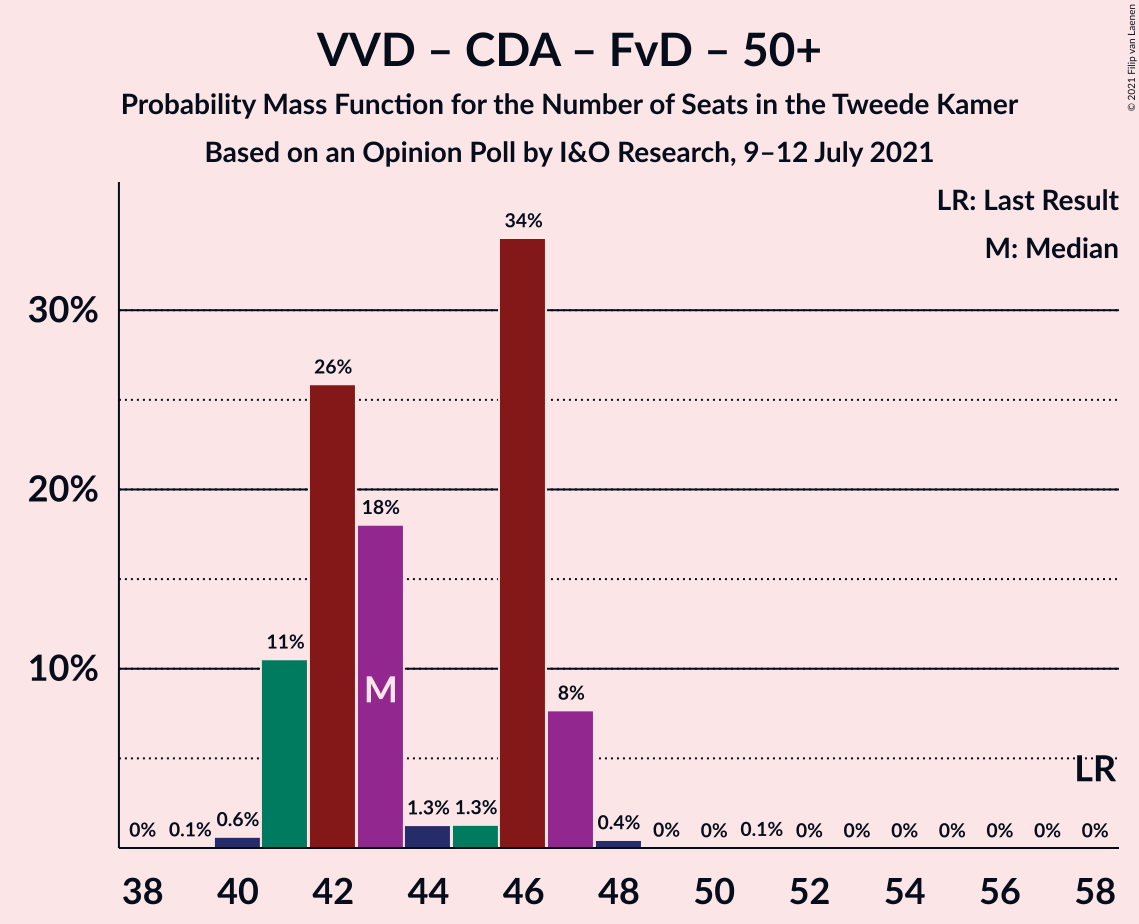 VVD – CDA – FvD – 50+
Probability Mass Function for the Number of Seats in the Tweede Kamer
Based on an Opinion Poll by I&O Research, 9–12 July 2021
© 2021 Filip van Laenen
LR: Last Result
M: Median
30%
20%
10%
0% 0.1% 0.6% 11% 26% 18% 1.3% 1.3% 34% 8% 0.4% 0% 0% 0.1% 0% 0% 0% 0% 0% 0% 0%
M
LR
38 40 42 44 46 48 50 52 54 56 58